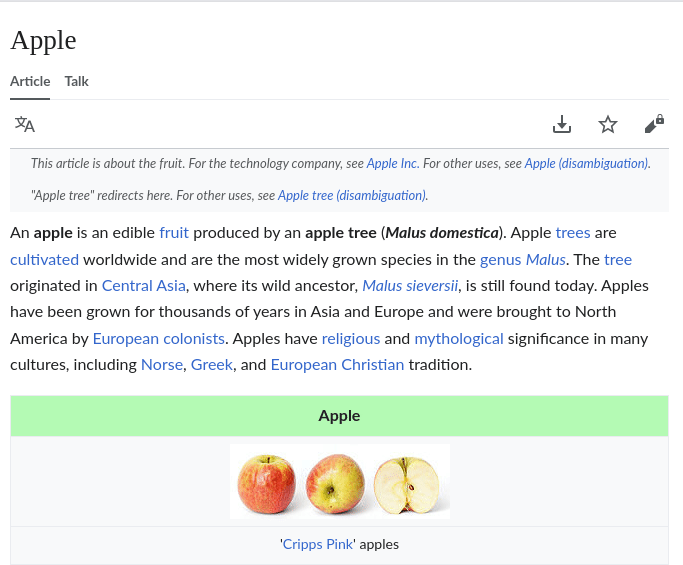 Apple
Article Talk
This article is about the fruit. For the technology company, see Apple Inc. For other uses, see Apple (disambiguation).
"Apple tree" redirects here. For other uses, see Apple tree (disambiguation).
An apple is an edible fruit produced by an apple tree (Malus domestica). Apple trees are
cultivated worldwide and are the most widely grown species in the genus Malus. The tree
originated in Central Asia, where its wild ancestor, Malus sieversii, is still found today. Apples
have been grown for thousands of years in Asia and Europe and were brought to North
America by European colonists. Apples have religious and mythological significance in many
cultures, including Norse, Greek, and European Christian tradition.
Apple
'Cripps Pink' apples